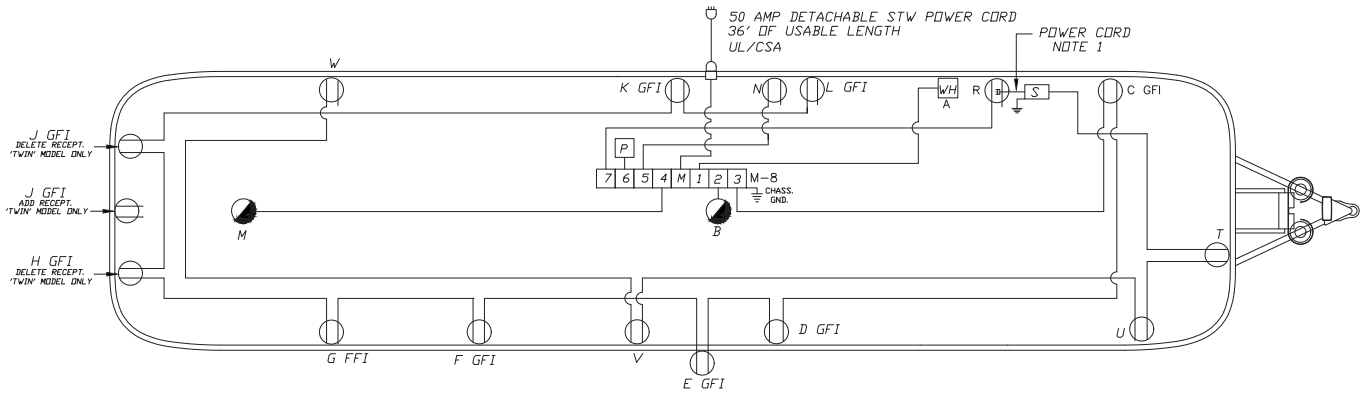 50 AMP DETACHABLE STW POWER CORD
36' OF USABLE LENGTH
UL/CSA
POWER CORD
NOTE 1
W
K GFI
N
L GFI
WH
A
R
D
S
C GFI
J GFI
DELETE RECEPT.
'TWIN' MODEL ONLY
P
7 6 5 4 M 1 2 3 M-8
CHASS.
GND.
J GFI
ADD RECEPT.
'TWIN' MODEL ONLY
M
B
T
H GFI
DELETE RECEPT.
'TWIN' MODEL ONLY
G FFI
F GFI
V
E GFI
D GFI
U